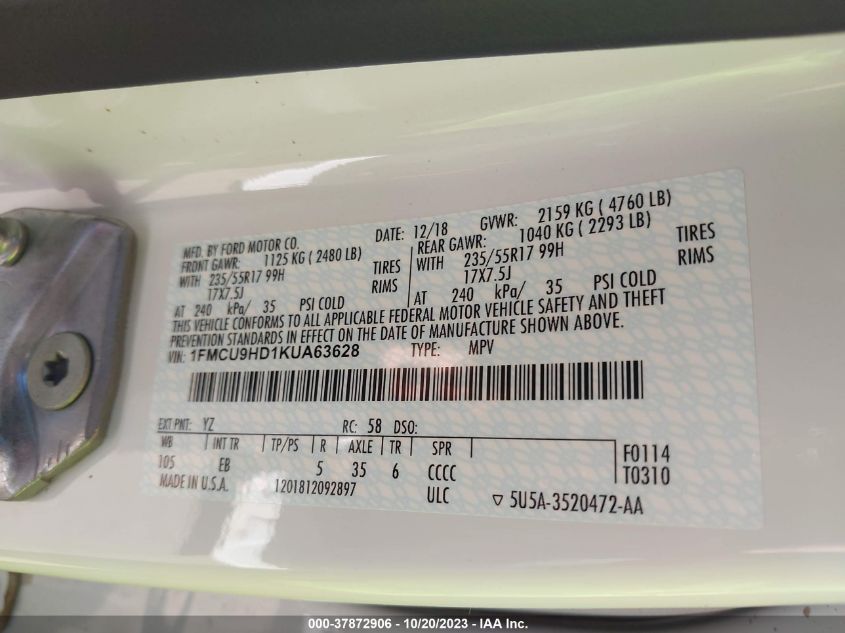 MFD. BY FORD MOTOR CO. DATE: 12/18 GVWR: 2159 KG ( 4760 LB)
FRONT GAWR: 1125 KG ( 2480 LB) REAR GAWR: 1040 KG ( 2293 LB)
WITH 235/55R17 99H TIRES WITH 235/55R17 99H TIRES
17X7.5J RIMS 17X7.5J RIMS
AT 240 kPa/ 35 PSI COLD AT 240 kPa/ 35 PSI COLD
THIS VEHICLE CONFORMS TO ALL APPLICABLE FEDERAL MOTOR VEHICLE SAFETY AND THEFT
PREVENTION STANDARDS IN EFFECT ON THE DATE OF MANUFACTURE SHOWN ABOVE.
VIN: 1FMCU9HD1KUA63628 TYPE: MPV
EXT PNT: YZ RC: 58 DSO:
WB INT TR TP/PS R AXLE TR SPR
105 EB 5 35 6 CCCC F0114
MADE IN U.S.A. 1201812092897 ULC T0310
5U5A-3520472-AA
000-37872906 - 10/20/2023 - IAA Inc.